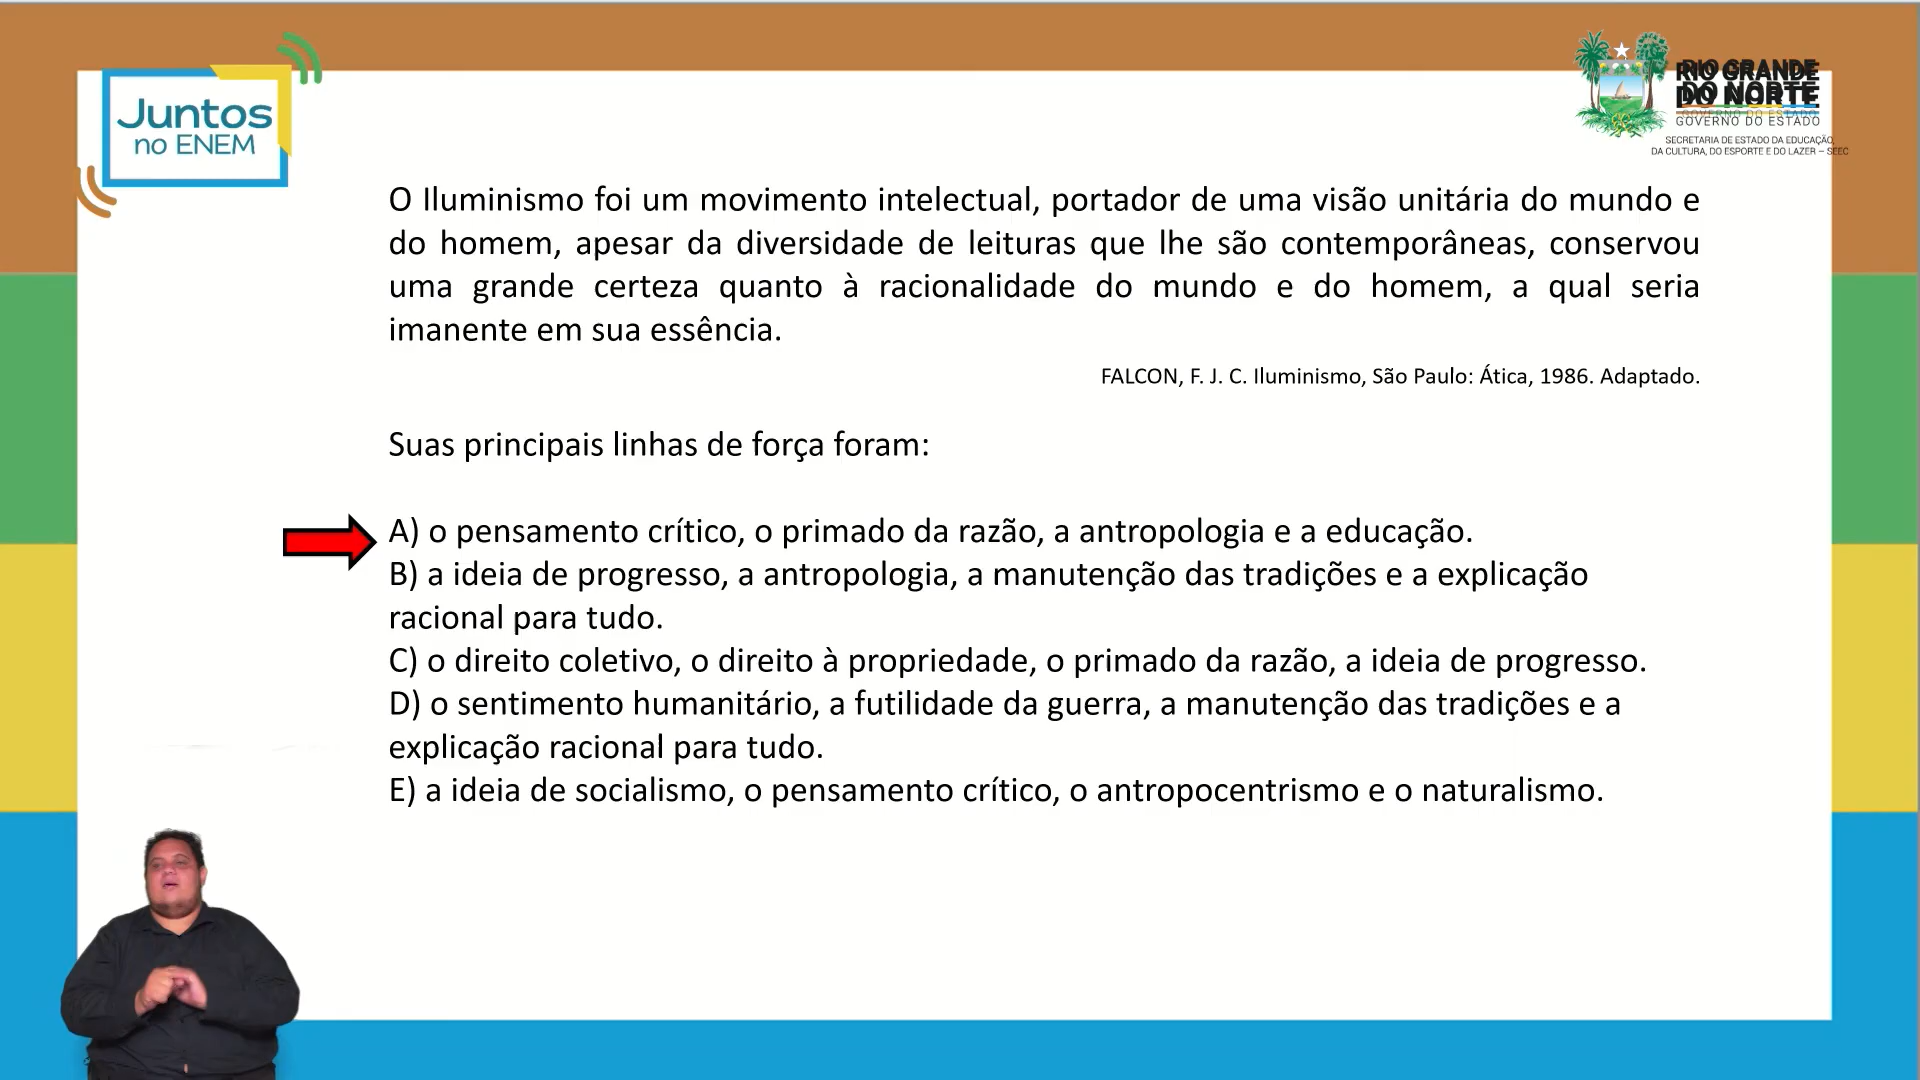 Juntos
no ENEM
RIO GRANDE
DO NORTE
GOVERNO DO ESTADO
SECRETARIA DE ESTADO DA EDUCAÇÃO,
DA CULTURA, DO ESPORTE E DO LAZER – SEEC
O Iluminismo foi um movimento intelectual, portador de uma visão unitária do mundo e
do homem, apesar da diversidade de leituras que lhe são contemporâneas, conservou
uma grande certeza quanto à racionalidade do mundo e do homem, a qual seria
imanente em sua essência.
FALCON, F. J. C. Iluminismo, São Paulo: Ática, 1986. Adaptado.
Suas principais linhas de força foram:
A) o pensamento crítico, o primado da razão, a antropologia e a educação.
B) a ideia de progresso, a antropologia, a manutenção das tradições e a explicação
racional para tudo.
C) o direito coletivo, o direito à propriedade, o primado da razão, a ideia de progresso.
D) o sentimento humanitário, a futilidade da guerra, a manutenção das tradições e a
explicação racional para tudo.
E) a ideia de socialismo, o pensamento crítico, o antropocentrismo e o naturalismo.